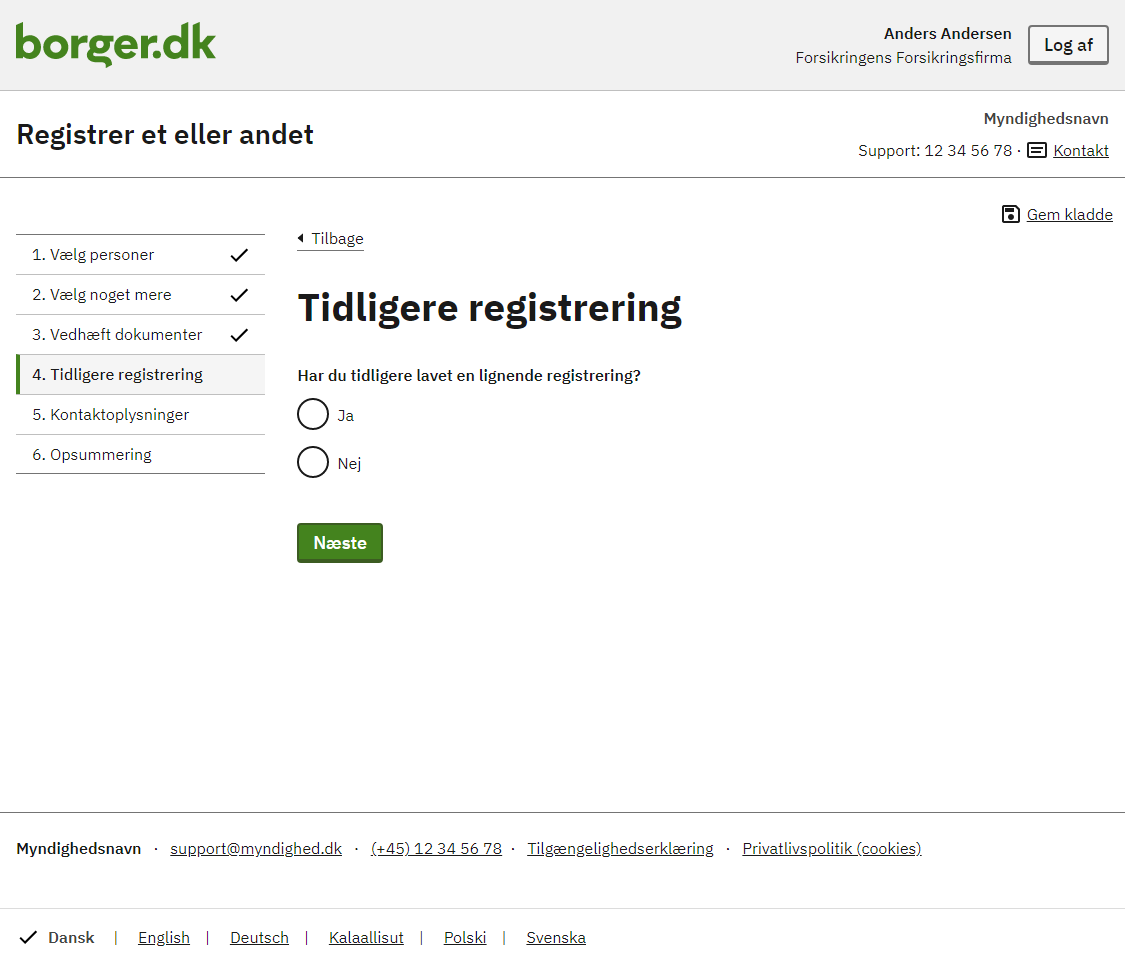 borger.dk
Anders Andersen
Forsikringens Forsikringsfirma
Log af
Registrer et eller andet
Myndighedsnavn
Support: 12 34 56 78 · Kontakt
Gem kladde
1. Vælg personer
2. Vælg noget mere
3. Vedhæft dokumenter
4. Tidligere registrering
5. Kontaktoplysninger
6. Opsummering
Tilbage
Tidligere registrering
Har du tidligere lavet en lignende registrering?
Ja
Nej
Næste
Myndighedsnavn · support@myndighed.dk · (+45) 12 34 56 78 · Tilgængelighedserklæring · Privatlivspolitik (cookies)
Dansk | English | Deutsch | Kalaallisut | Polski | Svenska